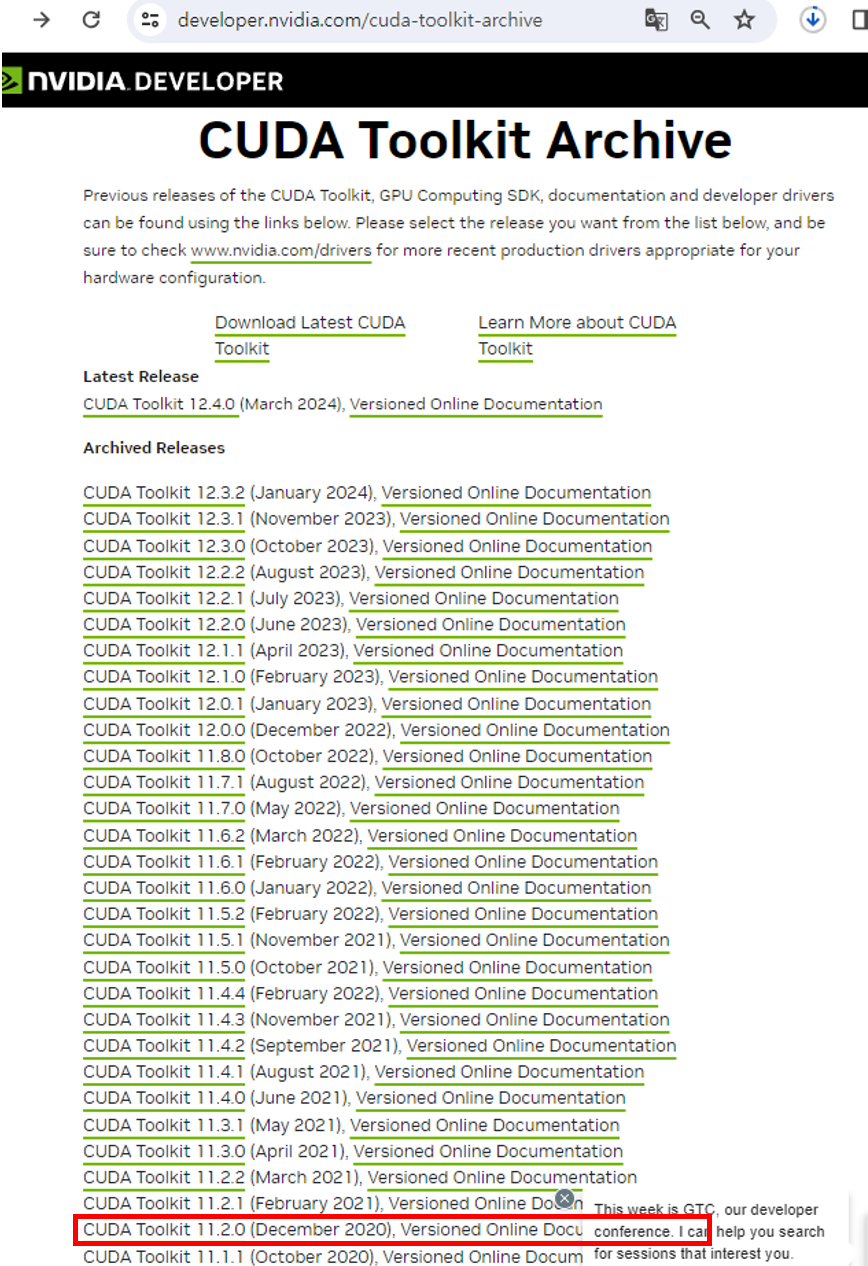 developer.nvidia.com/cuda-toolkit-archive
NVIDIA. DEVELOPER
CUDA Toolkit Archive
Previous releases of the CUDA Toolkit, GPU Computing SDK, documentation and developer drivers
can be found using the links below. Please select the release you want from the list below, and be
sure to check www.nvidia.com/drivers for more recent production drivers appropriate for your
hardware configuration.
Download Latest CUDA
Toolkit
Learn More about CUDA
Toolkit
Latest Release
CUDA Toolkit 12.4.0 (March 2024), Versioned Online Documentation
Archived Releases
CUDA Toolkit 12.3.2 (January 2024), Versioned Online Documentation
CUDA Toolkit 12.3.1 (November 2023), Versioned Online Documentation
CUDA Toolkit 12.3.0 (October 2023), Versioned Online Documentation
CUDA Toolkit 12.2.2 (August 2023), Versioned Online Documentation
CUDA Toolkit 12.2.1 (July 2023), Versioned Online Documentation
CUDA Toolkit 12.2.0 (June 2023), Versioned Online Documentation
CUDA Toolkit 12.1.1 (April 2023), Versioned Online Documentation
CUDA Toolkit 12.1.0 (February 2023), Versioned Online Documentation
CUDA Toolkit 12.0.1 (January 2023), Versioned Online Documentation
CUDA Toolkit 12.0.0 (December 2022), Versioned Online Documentation
CUDA Toolkit 11.8.0 (October 2022), Versioned Online Documentation
CUDA Toolkit 11.7.1 (August 2022), Versioned Online Documentation
CUDA Toolkit 11.7.0 (May 2022), Versioned Online Documentation
CUDA Toolkit 11.6.2 (March 2022), Versioned Online Documentation
CUDA Toolkit 11.6.1 (February 2022), Versioned Online Documentation
CUDA Toolkit 11.6.0 (January 2022), Versioned Online Documentation
CUDA Toolkit 11.5.2 (February 2022), Versioned Online Documentation
CUDA Toolkit 11.5.1 (November 2021), Versioned Online Documentation
CUDA Toolkit 11.5.0 (October 2021), Versioned Online Documentation
CUDA Toolkit 11.4.4 (February 2022), Versioned Online Documentation
CUDA Toolkit 11.4.3 (November 2021), Versioned Online Documentation
CUDA Toolkit 11.4.2 (September 2021), Versioned Online Documentation
CUDA Toolkit 11.4.1 (August 2021), Versioned Online Documentation
CUDA Toolkit 11.4.0 (June 2021), Versioned Online Documentation
CUDA Toolkit 11.3.1 (May 2021), Versioned Online Documentation
CUDA Toolkit 11.3.0 (April 2021), Versioned Online Documentation
CUDA Toolkit 11.2.2 (March 2021), Versioned Online Documentation
CUDA Toolkit 11.2.1 (February 2021), Versioned Online
CUDA Toolkit 11.2.0 (December 2020), Versioned Online Docu
CUDA Toolkit 11.1.1 (October 2020), Versioned Online Docum
This week is GTC, our developer
conference. I can help you search
for sessions that interest you.